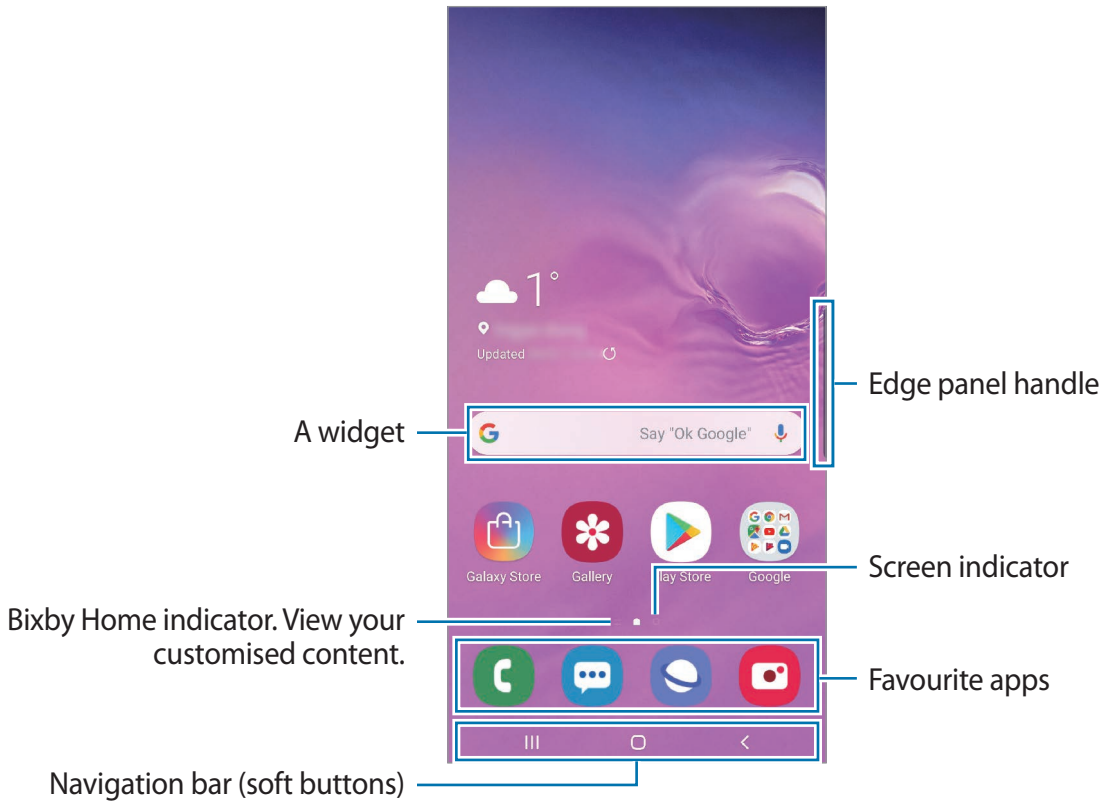 1°
Updated
Edge panel handle
A widget
Say "Ok Google"
Galaxy Store
Gallery
lay Store
Google
Screen indicator
Bixby Home indicator. View your
customised content.
Favourite apps
Navigation bar (soft buttons)